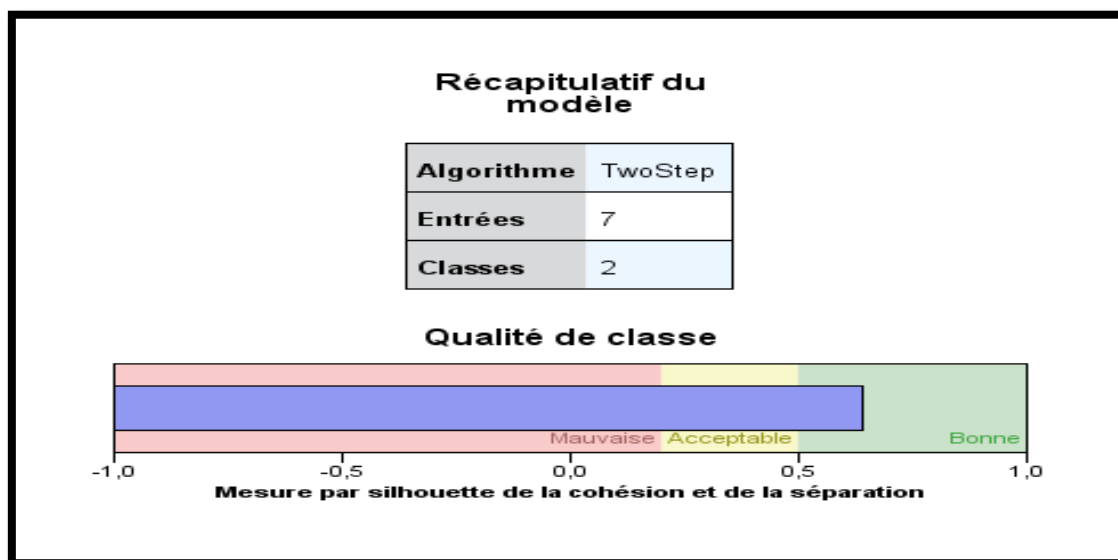 Récapitulatif du
modèle
Algorithme TwoStep
Entrées 7
Classes 2
Qualité de classe
Mauvaise Acceptable Bonne
-1,0 -0,5 0,0 0,5 1,0
Mesure par silhouette de la cohésion et de la séparation